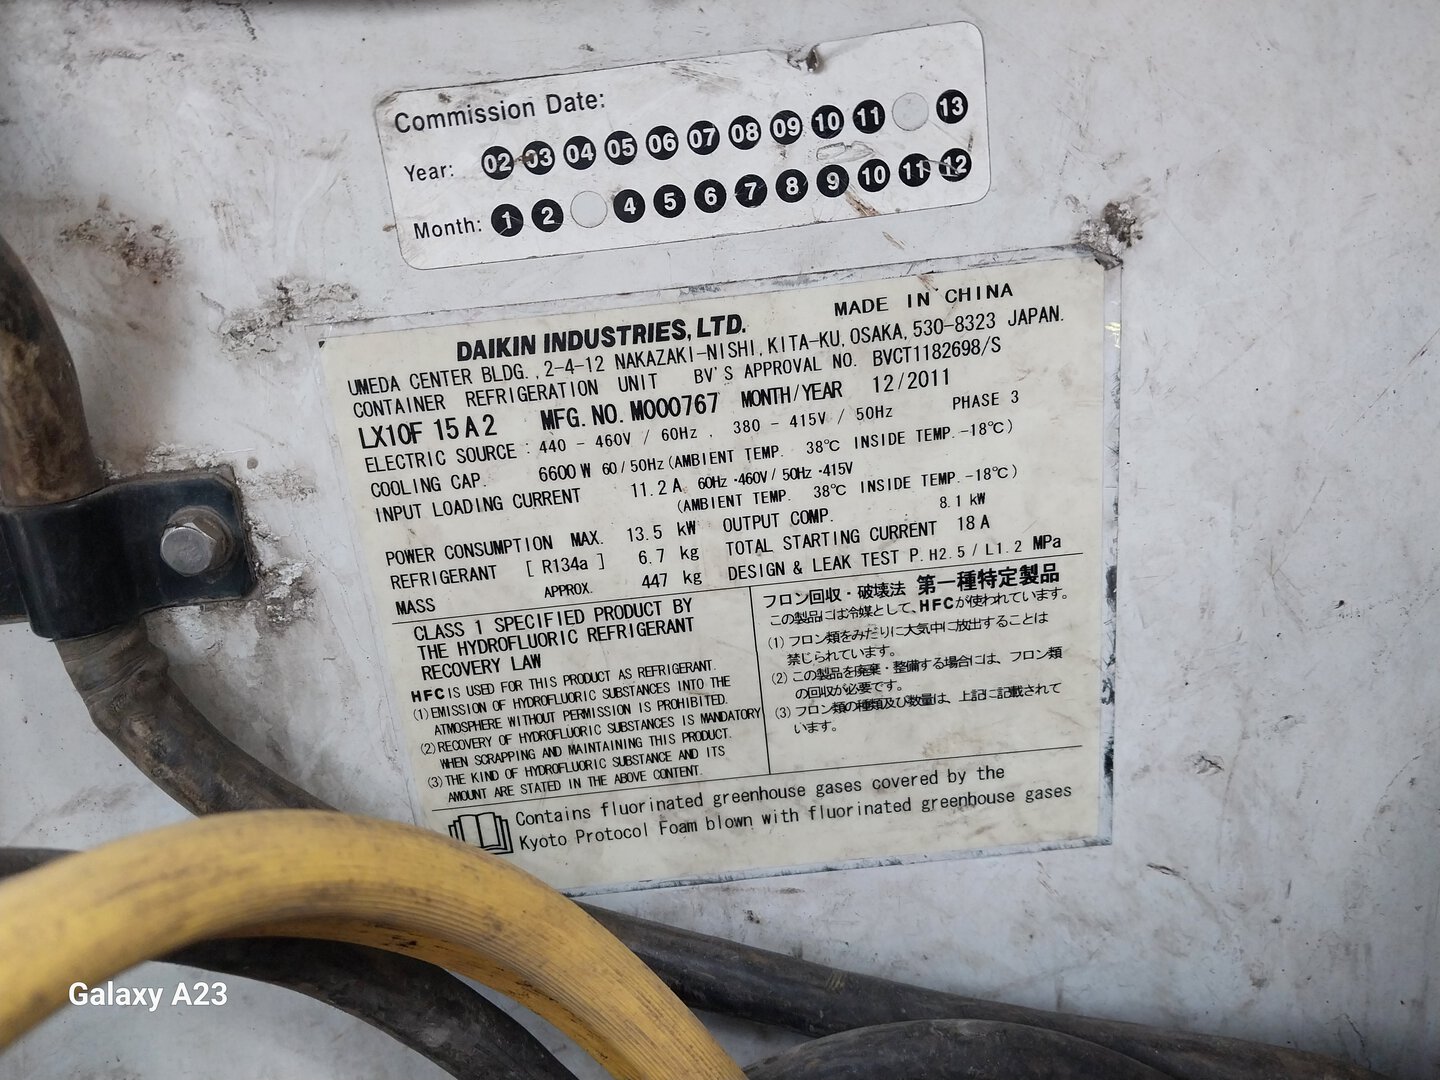 Commission Date:
Year: 02 03 04 05 06 07 08 09 10 11 13
Month: 1 2 4 5 6 7 8 9 10 11 12
MADE IN CHINA
DAIKIN INDUSTRIES, LTD.
UMEDA CENTER BLDG., 2-4-12 NAKAZAKI-NISHI, KITA-KU, OSAKA, 530-8323 JAPAN.
CONTAINER REFRIGERATION UNIT BV'S APPROVAL NO. BVCT1182698/S
LX10F 15A2 MFG. NO. M000767 MONTH/YEAR 12/2011
ELECTRIC SOURCE : 440 - 460V / 60Hz , 380 - 415V / 50Hz PHASE 3
COOLING CAP. 6600 W 60/50Hz (AMBIENT TEMP. 38℃ INSIDE TEMP. -18℃)
INPUT LOADING CURRENT 11.2 A 60Hz ·460V / 50Hz ·415V
(AMBIENT TEMP. 38℃ INSIDE TEMP. -18℃)
POWER CONSUMPTION MAX. 13.5 kW OUTPUT COMP. 8.1 kW
REFRIGERANT [ R134a ] 6.7 kg TOTAL STARTING CURRENT 18 A
MASS APPROX. 447 kg DESIGN & LEAK TEST P. H2.5 / L1.2 MPa
CLASS 1 SPECIFIED PRODUCT BY
THE HYDROFLUORIC REFRIGERANT
RECOVERY LAW
HFC IS USED FOR THIS PRODUCT AS REFRIGERANT.
(1) EMISSION OF HYDROFLUORIC SUBSTANCES INTO THE
ATMOSPHERE WITHOUT PERMISSION IS PROHIBITED.
(2) RECOVERY OF HYDROFLUORIC SUBSTANCES IS MANDATORY
WHEN SCRAPPING AND MAINTAINING THIS PRODUCT.
(3) THE KIND OF HYDROFLUORIC SUBSTANCE AND ITS
AMOUNT ARE STATED IN THE ABOVE CONTENT.
フロン回収・破壊法 第一種特定製品
この製品には冷媒として、HFCが使われています。
(1) フロン類をみだりに大気中に放出することは
禁じられています。
(2) この製品を廃棄・整備する場合には、フロン類
の回収が必要です。
(3) フロン類の種類及び数量は、上記に記載されて
います。
Contains fluorinated greenhouse gases covered by the
Kyoto Protocol Foam blown with fluorinated greenhouse gases
Galaxy A23